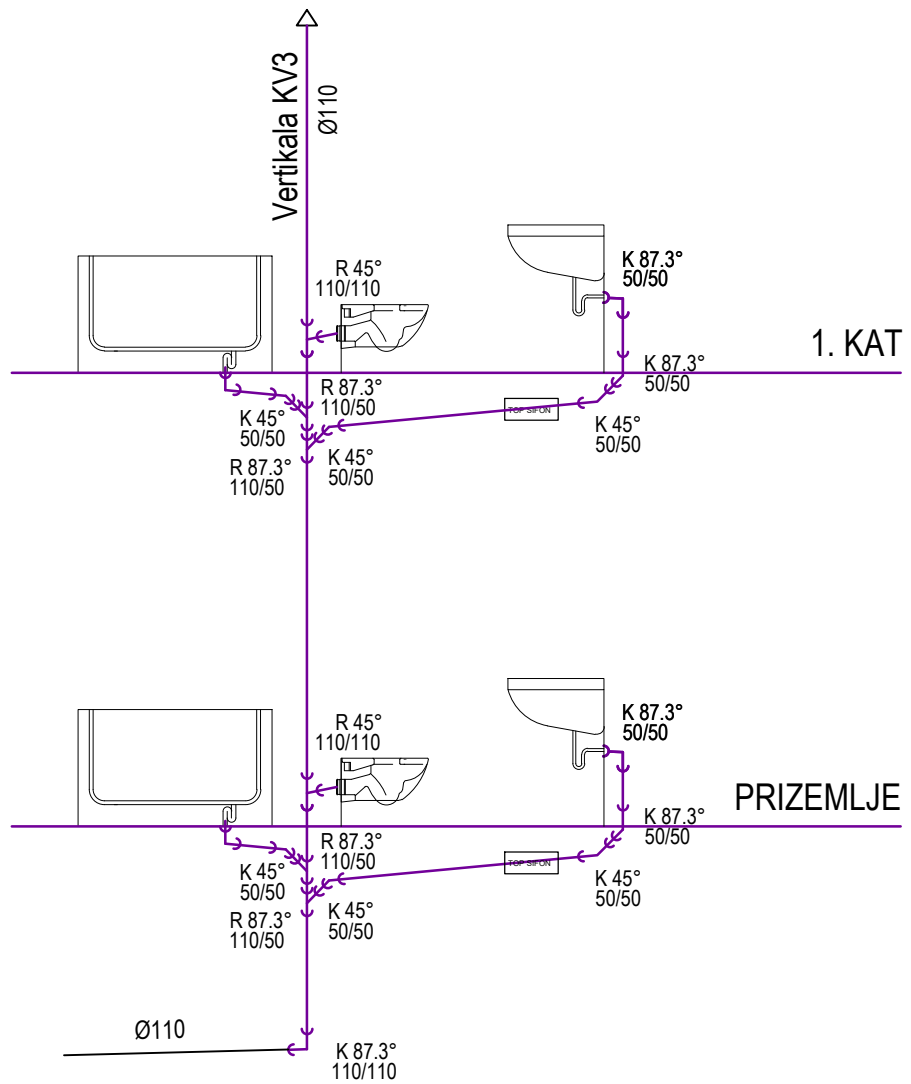 Vertikala KV3
Ø110
R 45°
110/110
K 87.3°
50/50
1. KAT
K 87.3°
50/50
R 87.3°
110/50
TOP SIFON
K 45°
50/50
K 45°
50/50
R 87.3°
110/50
K 45°
50/50
R 45°
110/110
K 87.3°
50/50
PRIZEMLJE
K 87.3°
50/50
R 87.3°
110/50
TOP SIFON
K 45°
50/50
K 45°
50/50
R 87.3°
110/50
K 45°
50/50
Ø110
K 87.3°
110/110